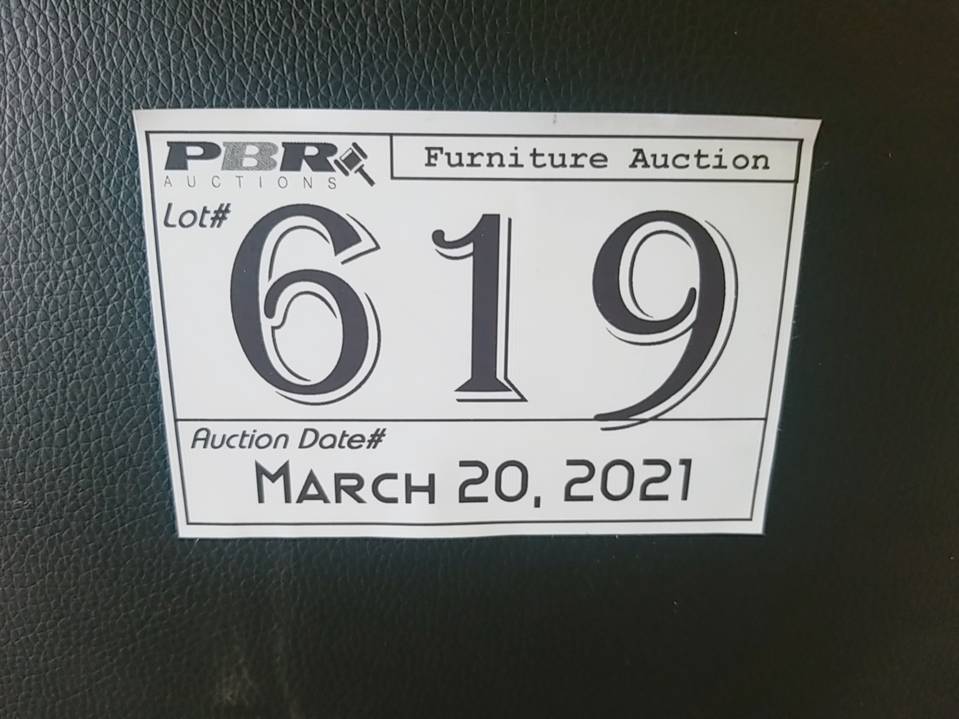 PBR
AUCTIONS
Furniture Auction
Lot#
619
Auction Date#
March 20, 2021